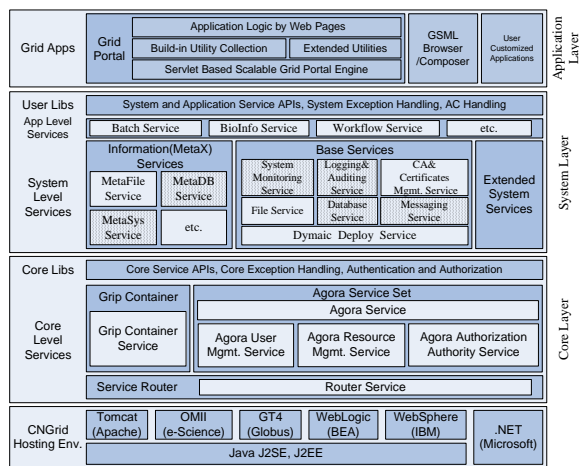 Grid Apps
Grid
Portal
Application Logic by Web Pages
Build-in Utility Collection
Extended Utilities
Servlet Based Scalable Grid Portal Engine
GSML
Browser
/Composer
User
Customized
Applications
Application
Layer
User Libs
System and Application Service APIs, System Exception Handling, AC Handling
App Level
Services
Batch Service
BioInfo Service
Workflow Service
etc.
System
Level
Services
Information(MetaX)
Services
MetaFile
Service
MetaDB
Service
MetaSys
Service
etc.
Base Services
System
Monitoring
Service
Logging&
Auditing
Service
CA&
Certificates
Mgmt. Service
File Service
Database
Service
Messaging
Service
Dymaic Deploy Service
Extended
System
Services
System Layer
Core Libs
Core Service APIs, Core Exception Handling, Authentication and Authorization
Core
Level
Services
Grip Container
Grip Container
Service
Agora Service Set
Agora Service
Agora User
Mgmt. Service
Agora Resource
Mgmt. Service
Agora Authorization
Authority Service
Service Router
Router Service
Core Layer
CNGrid
Hosting Env.
Tomcat
(Apache)
OMII
(e-Science)
GT4
(Globus)
WebLogic
(BEA)
WebSphere
(IBM)
.NET
(Microsoft)
Java J2SE, J2EE